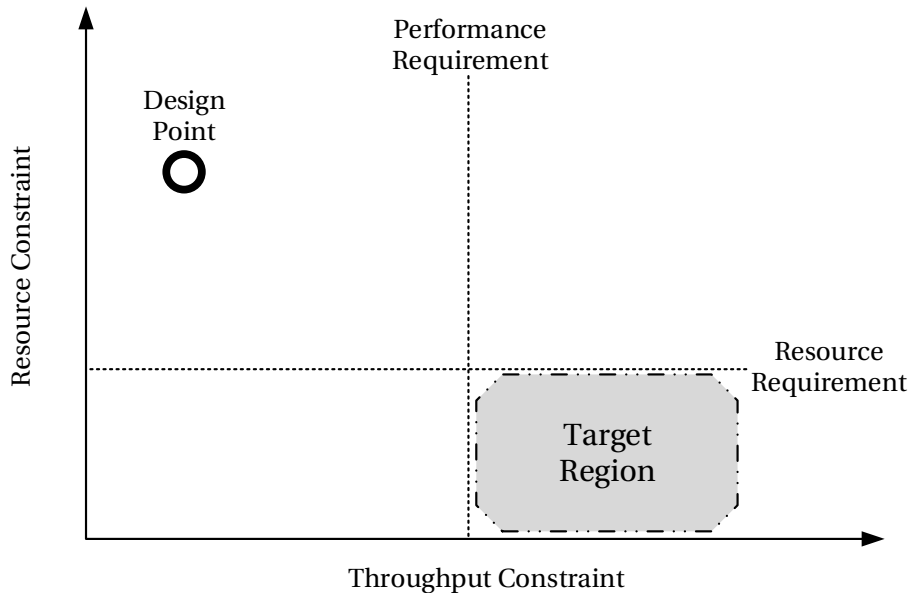 Performance
Requirement
Design
Point
Resource Constraint
Resource
Requirement
Target
Region
Throughput Constraint